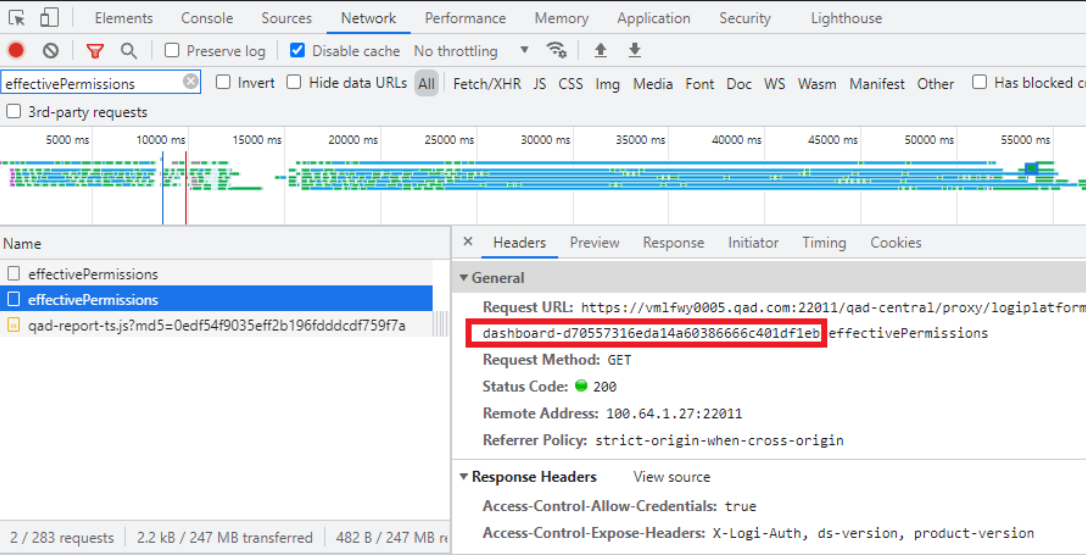 Elements Console Sources Network Performance Memory Application Security Lighthouse
Preserve log Disable cache No throttling
effectivePermissions Invert Hide data URLs All Fetch/XHR JS CSS Img Media Font Doc WS Wasm Manifest Other Has blocked c
3rd-party requests
5000 ms 10000 ms 15000 ms 20000 ms 25000 ms 30000 ms 35000 ms 40000 ms 45000 ms 50000 ms 55000 ms
Name
effectivePermissions
effectivePermissions
qad-report-ts.js?md5=0edf54f9035eff2b196fdddcdf759f7a
2 / 283 requests 2.2 kB / 247 MB transferred 482 B / 247 MB re
Headers Preview Response Initiator Timing Cookies
General
Request URL: https://vmlfwy0005.qad.com:22011/qad-central/proxy/logiplatform
dashboard-d70557316eda14a60386666c401df1eb effectivePermissions
Request Method: GET
Status Code: 200
Remote Address: 100.64.1.27:22011
Referrer Policy: strict-origin-when-cross-origin
Response Headers View source
Access-Control-Allow-Credentials: true
Access-Control-Expose-Headers: X-Logi-Auth, ds-version, product-version